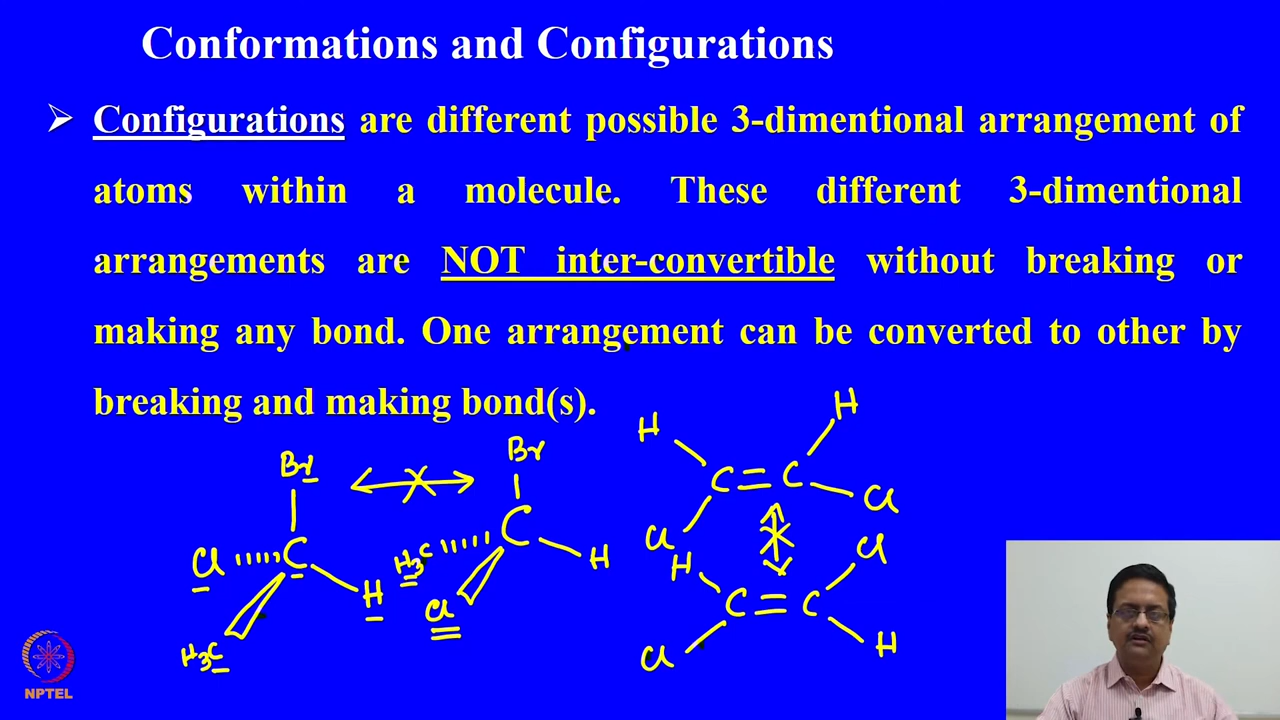 Conformations and Configurations
Configurations are different possible 3-dimentional arrangement of
atoms within a molecule. These different 3-dimentional
arrangements are NOT inter-convertible without breaking or
making any bond. One arrangement can be converted to other by
breaking and making bond(s).
Br
Cl C
H
H3C
Br
C
H3C H
Cl
H H
C=C
Cl Cl
H Cl
C=C
Cl H
NPTEL